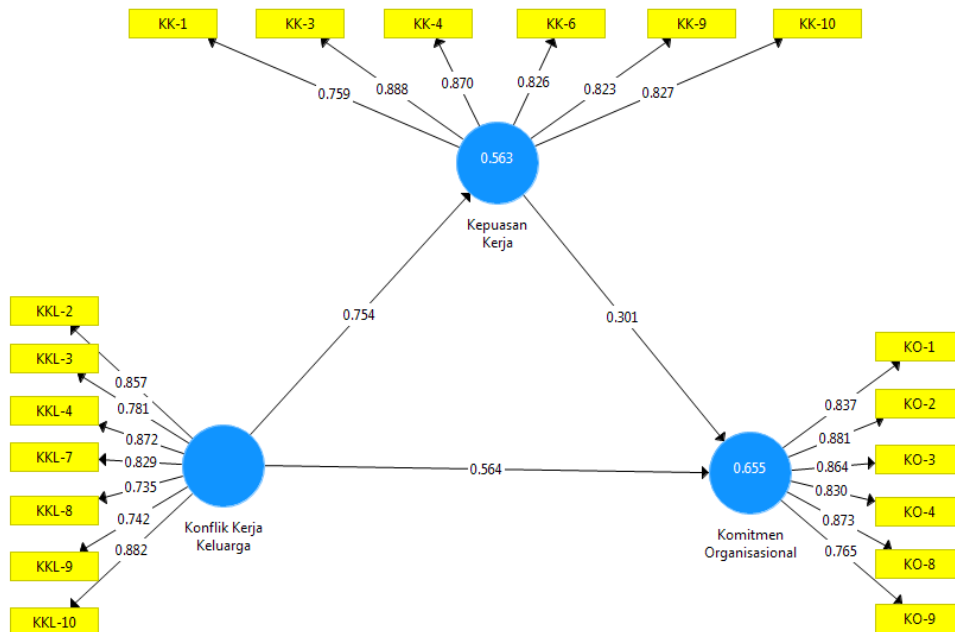 KK-1
KK-3
KK-4
KK-6
KK-9
KK-10
0.759
0.888
0.870
0.826
0.823
0.827
0.563
Kepuasan
Kerja
0.754
0.301
KKL-2
KKL-3
KKL-4
KKL-7
KKL-8
KKL-9
KKL-10
0.857
0.781
0.872
0.829
0.735
0.742
0.882
Konflik Kerja
Keluarga
0.564
0.655
Komitmen
Organisasional
0.837
0.881
0.864
0.830
0.873
0.765
KO-1
KO-2
KO-3
KO-4
KO-8
KO-9